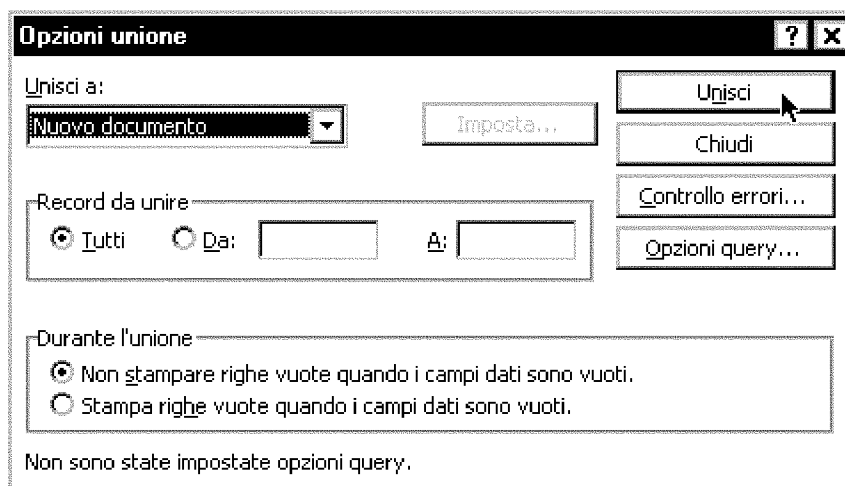 Opzioni unione
Unisci a:
Nuovo documento
Imposta...
Unisci
Chiudi
Controllo errori...
Opzioni query...
Record da unire
Tutti Da: A:
Durante l'unione
Non stampare righe vuote quando i campi dati sono vuoti.
Stampa righe vuote quando i campi dati sono vuoti.
Non sono state impostate opzioni query.